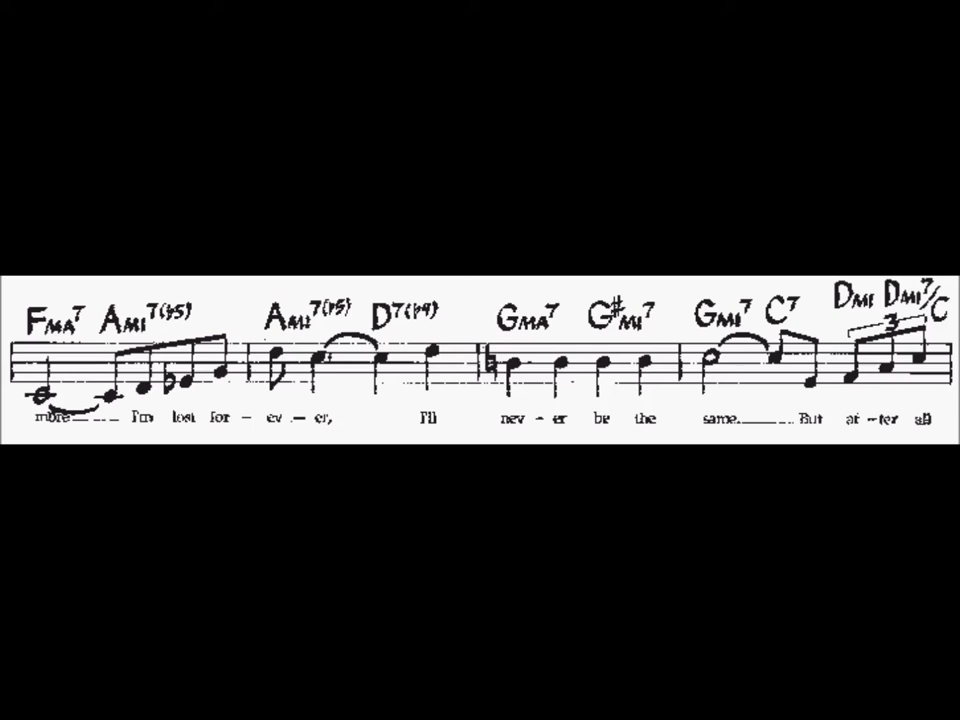 FMA7 AMI7(b5) AMI7(b5) D7(b9) GMA7 G#MI7 GMI7 C7 DMI DMI7/C
3
more I'm lost for - ev - er, I'll nev - er be the same. But af - ter all